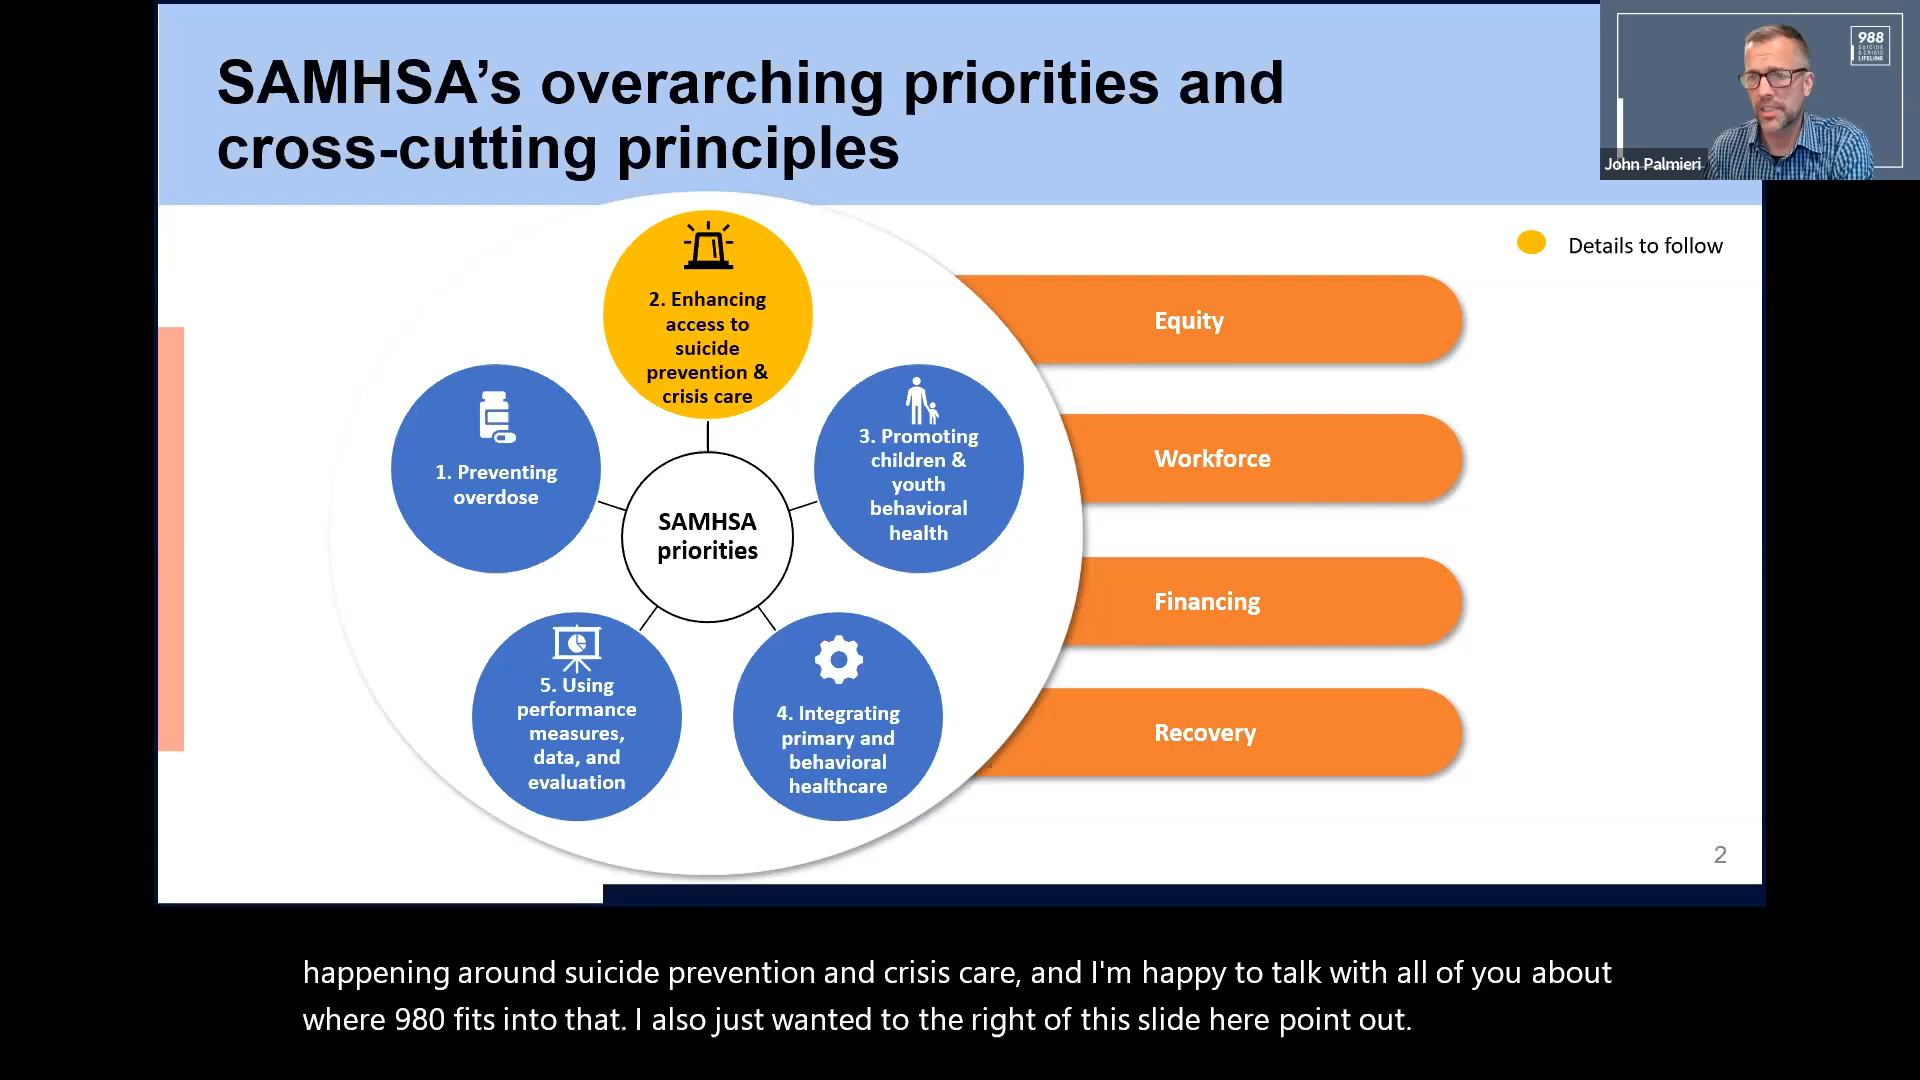 SAMHSA’s overarching priorities and
cross-cutting principles
988
SUICIDE
& CRISIS
LIFELINE
John Palmieri
Details to follow
2. Enhancing
access to
suicide
prevention &
crisis care
1. Preventing
overdose
3. Promoting
children &
youth
behavioral
health
SAMHSA
priorities
5. Using
performance
measures,
data, and
evaluation
4. Integrating
primary and
behavioral
healthcare
Equity
Workforce
Financing
Recovery
2
happening around suicide prevention and crisis care, and I'm happy to talk with all of you about
where 980 fits into that. I also just wanted to the right of this slide here point out.